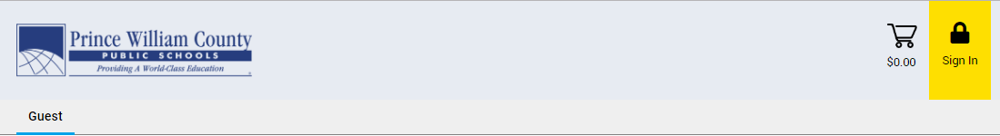 Prince William County
PUBLIC SCHOOLS
Providing A World-Class Education
$0.00
Sign In
Guest